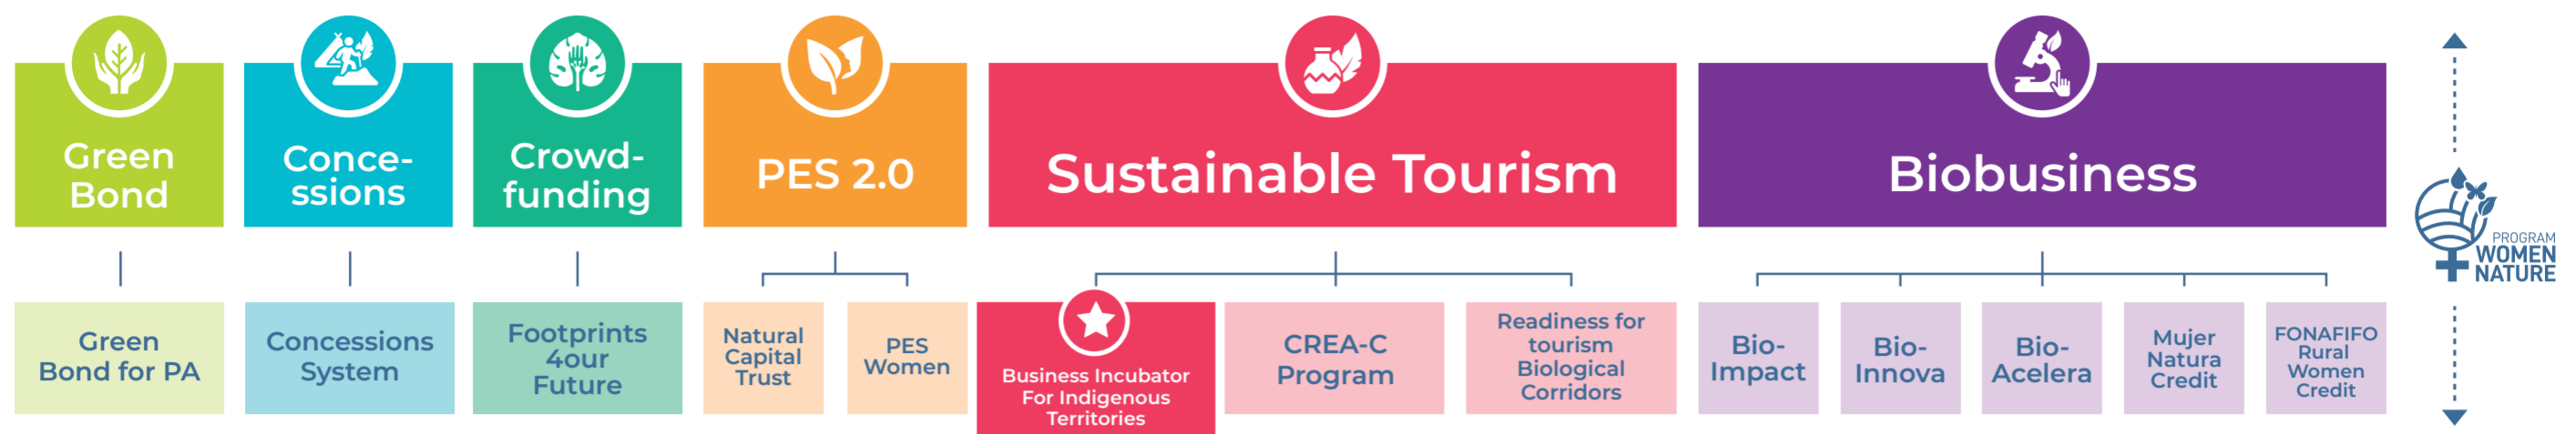 Green
Bond
Conce-
ssions
Crowd-
funding
PES 2.0
Sustainable Tourism
Biobusiness
Green
Bond for PA
Concessions
System
Footprints
4our
Future
Natural
Capital
Trust
PES
Women
Business Incubator
For Indigenous
Territories
CREA-C
Program
Readiness for
tourism
Biological
Corridors
Bio-
Impact
Bio-
Innova
Bio-
Acelera
Mujer
Natura
Credit
FONAFIFO
Rural
Women
Credit
PROGRAM
WOMEN
NATURE